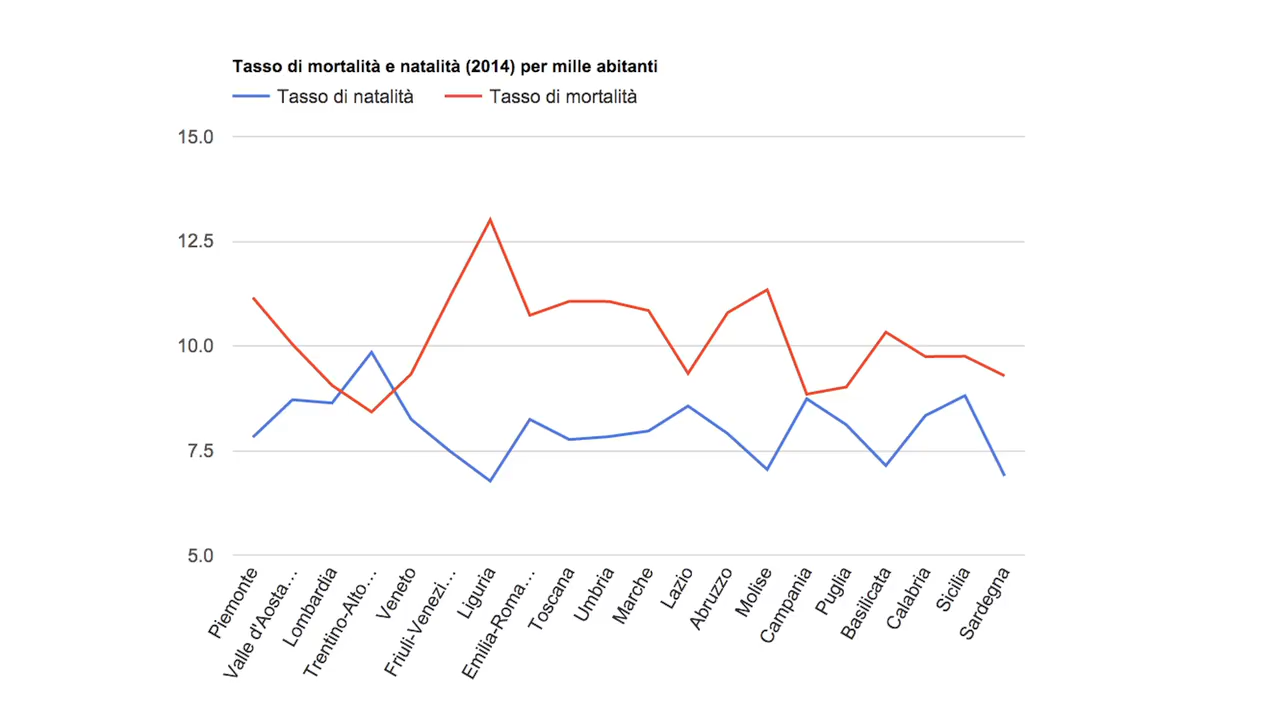 Tasso di mortalità e natalità (2014) per mille abitanti
Tasso di natalità
Tasso di mortalità
15.0
12.5
10.0
7.5
5.0
Piemonte
Valle d'Aosta…
Lombardia
Trentino-Alto…
Veneto
Friuli-Venezi…
Liguria
Emilia-Roma…
Toscana
Umbria
Marche
Lazio
Abruzzo
Molise
Campania
Puglia
Basilicata
Calabria
Sicilia
Sardegna